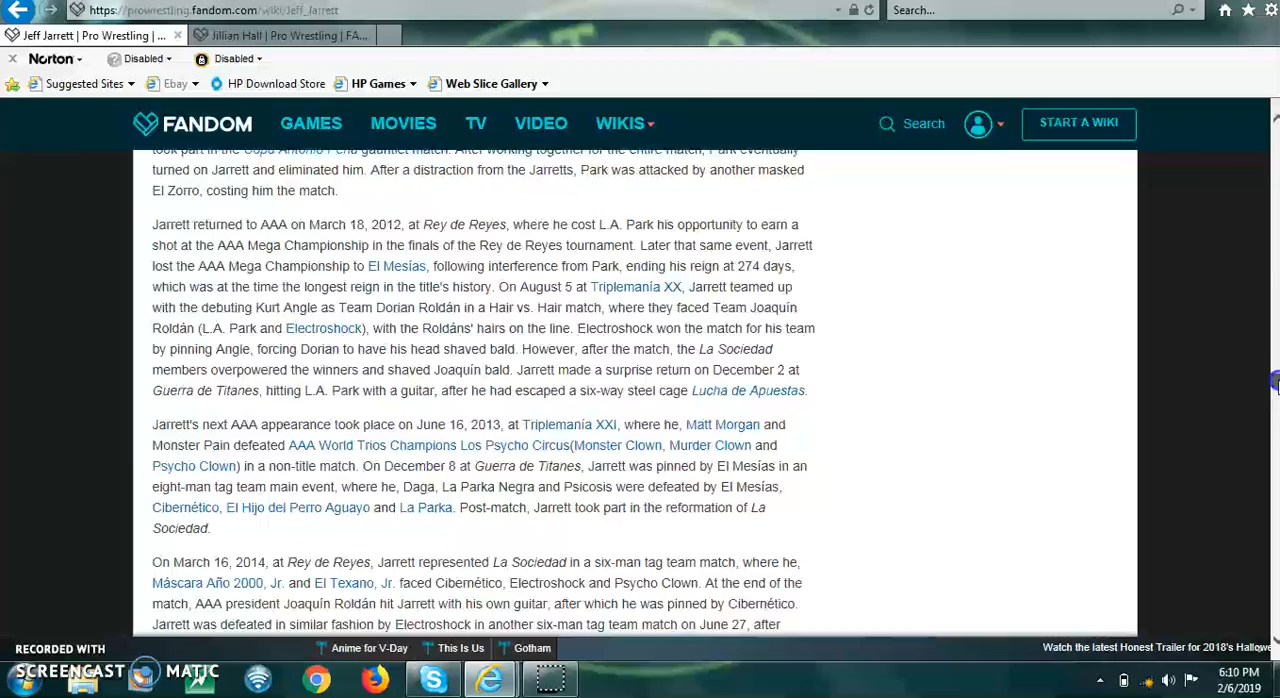 https://prowrestling.fandom.com/wiki/Jeff_Jarrett
Search...
Jeff Jarrett | Pro Wrestling | ...
Jillian Hall | Pro Wrestling | FA...
Norton
Disabled
Disabled
Suggested Sites
Ebay
HP Download Store
HP Games
Web Slice Gallery
FANDOM
GAMES
MOVIES
TV
VIDEO
WIKIS
Search
START A WIKI
took part in the Copa Antonio Peña gauntlet match. After working together for the entire match, Park eventually
turned on Jarrett and eliminated him. After a distraction from the Jarretts, Park was attacked by another masked
El Zorro, costing him the match.
Jarrett returned to AAA on March 18, 2012, at Rey de Reyes, where he cost L.A. Park his opportunity to earn a
shot at the AAA Mega Championship in the finals of the Rey de Reyes tournament. Later that same event, Jarrett
lost the AAA Mega Championship to El Mesías, following interference from Park, ending his reign at 274 days,
which was at the time the longest reign in the title's history. On August 5 at Triplemanía XX, Jarrett teamed up
with the debuting Kurt Angle as Team Dorian Roldán in a Hair vs. Hair match, where they faced Team Joaquín
Roldán (L.A. Park and Electroshock), with the Roldáns' hairs on the line. Electroshock won the match for his team
by pinning Angle, forcing Dorian to have his head shaved bald. However, after the match, the La Sociedad
members overpowered the winners and shaved Joaquín bald. Jarrett made a surprise return on December 2 at
Guerra de Titanes, hitting L.A. Park with a guitar, after he had escaped a six-way steel cage Lucha de Apuestas.
Jarrett's next AAA appearance took place on June 16, 2013, at Triplemanía XXI, where he, Matt Morgan and
Monster Pain defeated AAA World Trios Champions Los Psycho Circus(Monster Clown, Murder Clown and
Psycho Clown) in a non-title match. On December 8 at Guerra de Titanes, Jarrett was pinned by El Mesías in an
eight-man tag team main event, where he, Daga, La Parka Negra and Psicosis were defeated by El Mesías,
Cibernético, El Hijo del Perro Aguayo and La Parka. Post-match, Jarrett took part in the reformation of La
Sociedad.
On March 16, 2014, at Rey de Reyes, Jarrett represented La Sociedad in a six-man tag team match, where he,
Máscara Año 2000, Jr. and El Texano, Jr. faced Cibernético, Electroshock and Psycho Clown. At the end of the
match, AAA president Joaquín Roldán hit Jarrett with his own guitar, after which he was pinned by Cibernético.
Jarrett was defeated in similar fashion by Electroshock in another six-man tag team match on June 27, after
Anime for V-Day
This Is Us
Gotham
Watch the latest Honest Trailer for 2018's Hallowe
RECORDED WITH
SCREENCAST MATIC
6:10 PM
2/6/2019